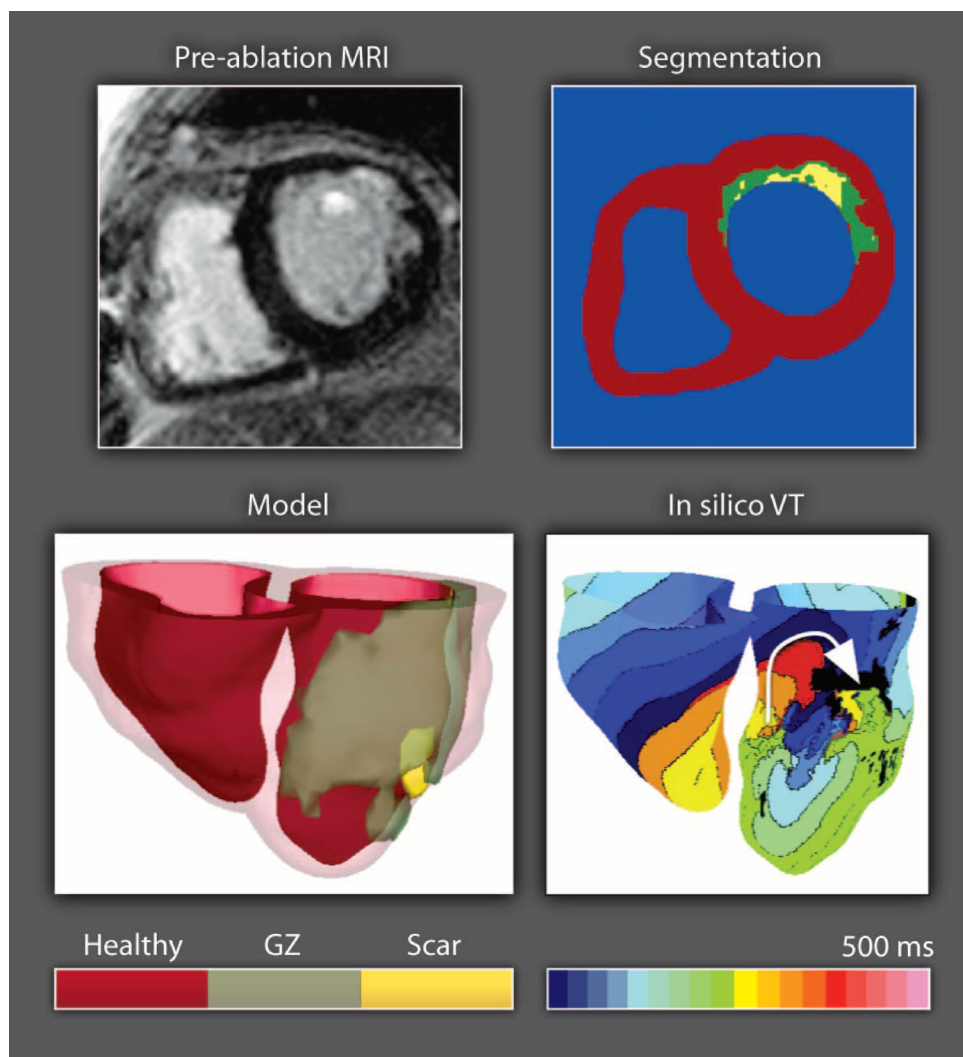 Pre-ablation MRI
Segmentation
Model
In silico VT
Healthy GZ Scar
500 ms